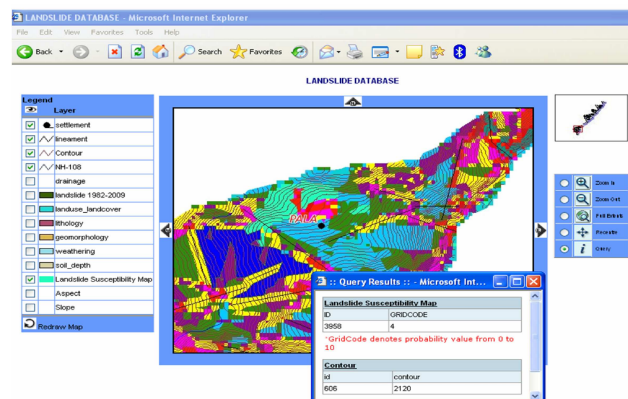 LANDSLIDE DATABASE - Microsoft Internet Explorer
File Edit View Favorites Tools Help
Back Search Favorites
LANDSLIDE DATABASE
Legend
Layer
settlement
lineament
Contour
NH-108
drainage
landslide 1982-2009
landuse_landcover
lithology
geomorphology
weathering
soil_depth
Landslide Susceptibility Map
Aspect
Slope
Redraw Map
PALA
Zoom In
Zoom Out
Full Extent
Recentre
Query
:: Query Results :: - Microsoft Int...
Landslide Susceptibility Map
ID GRIDCODE
3958 4
*GridCode denotes probability value from 0 to
10
Contour
id contour
606 2120